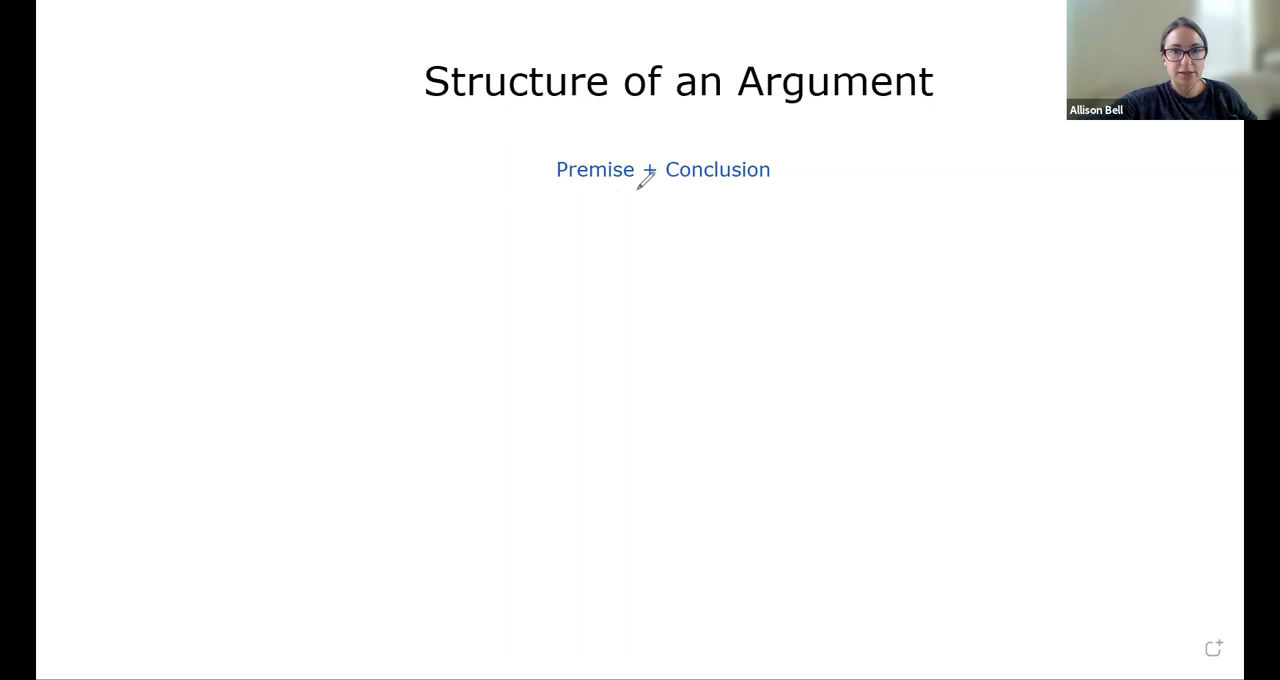 Structure of an Argument
Allison Bell
Premise + Conclusion